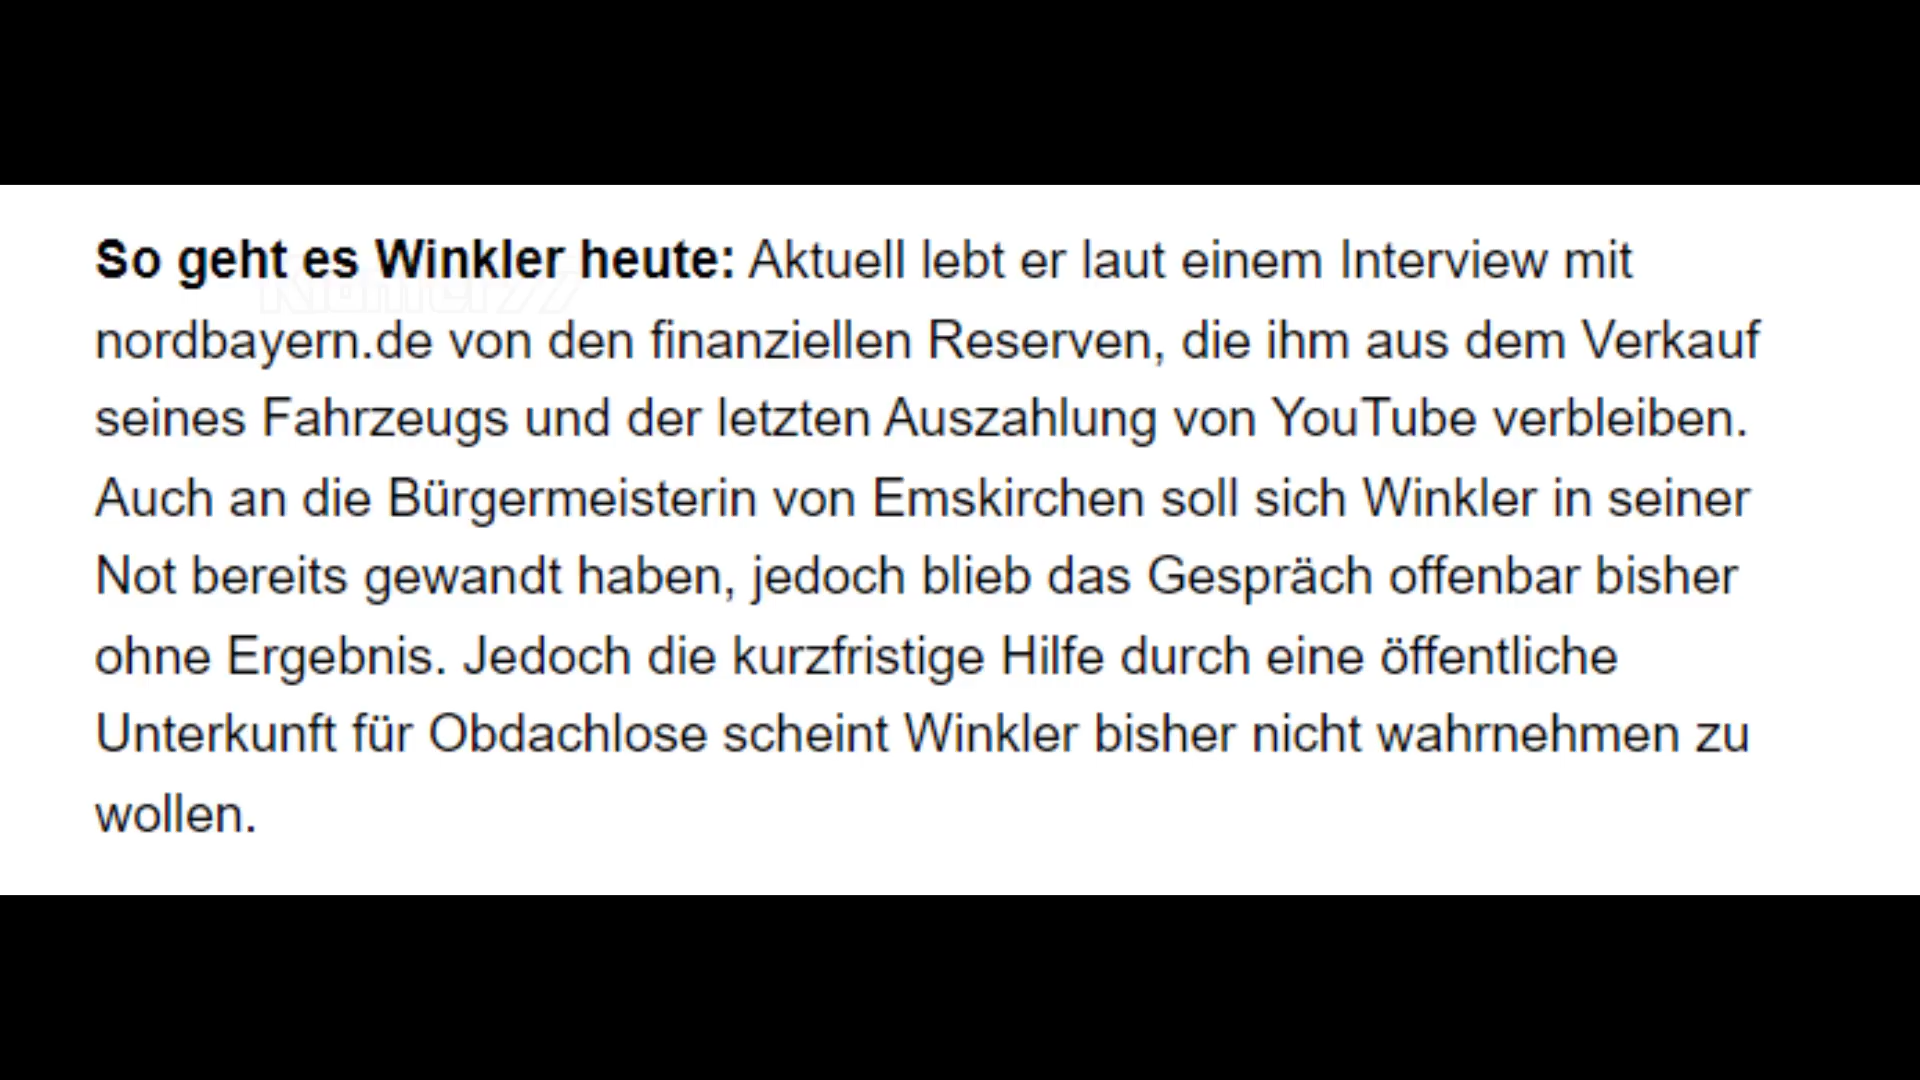 So geht es Winkler heute: Aktuell lebt er laut einem Interview mit
nordbayern.de von den finanziellen Reserven, die ihm aus dem Verkauf
seines Fahrzeugs und der letzten Auszahlung von YouTube verbleiben.
Auch an die Bürgermeisterin von Emskirchen soll sich Winkler in seiner
Not bereits gewandt haben, jedoch blieb das Gespräch offenbar bisher
ohne Ergebnis. Jedoch die kurzfristige Hilfe durch eine öffentliche
Unterkunft für Obdachlose scheint Winkler bisher nicht wahrnehmen zu
wollen.